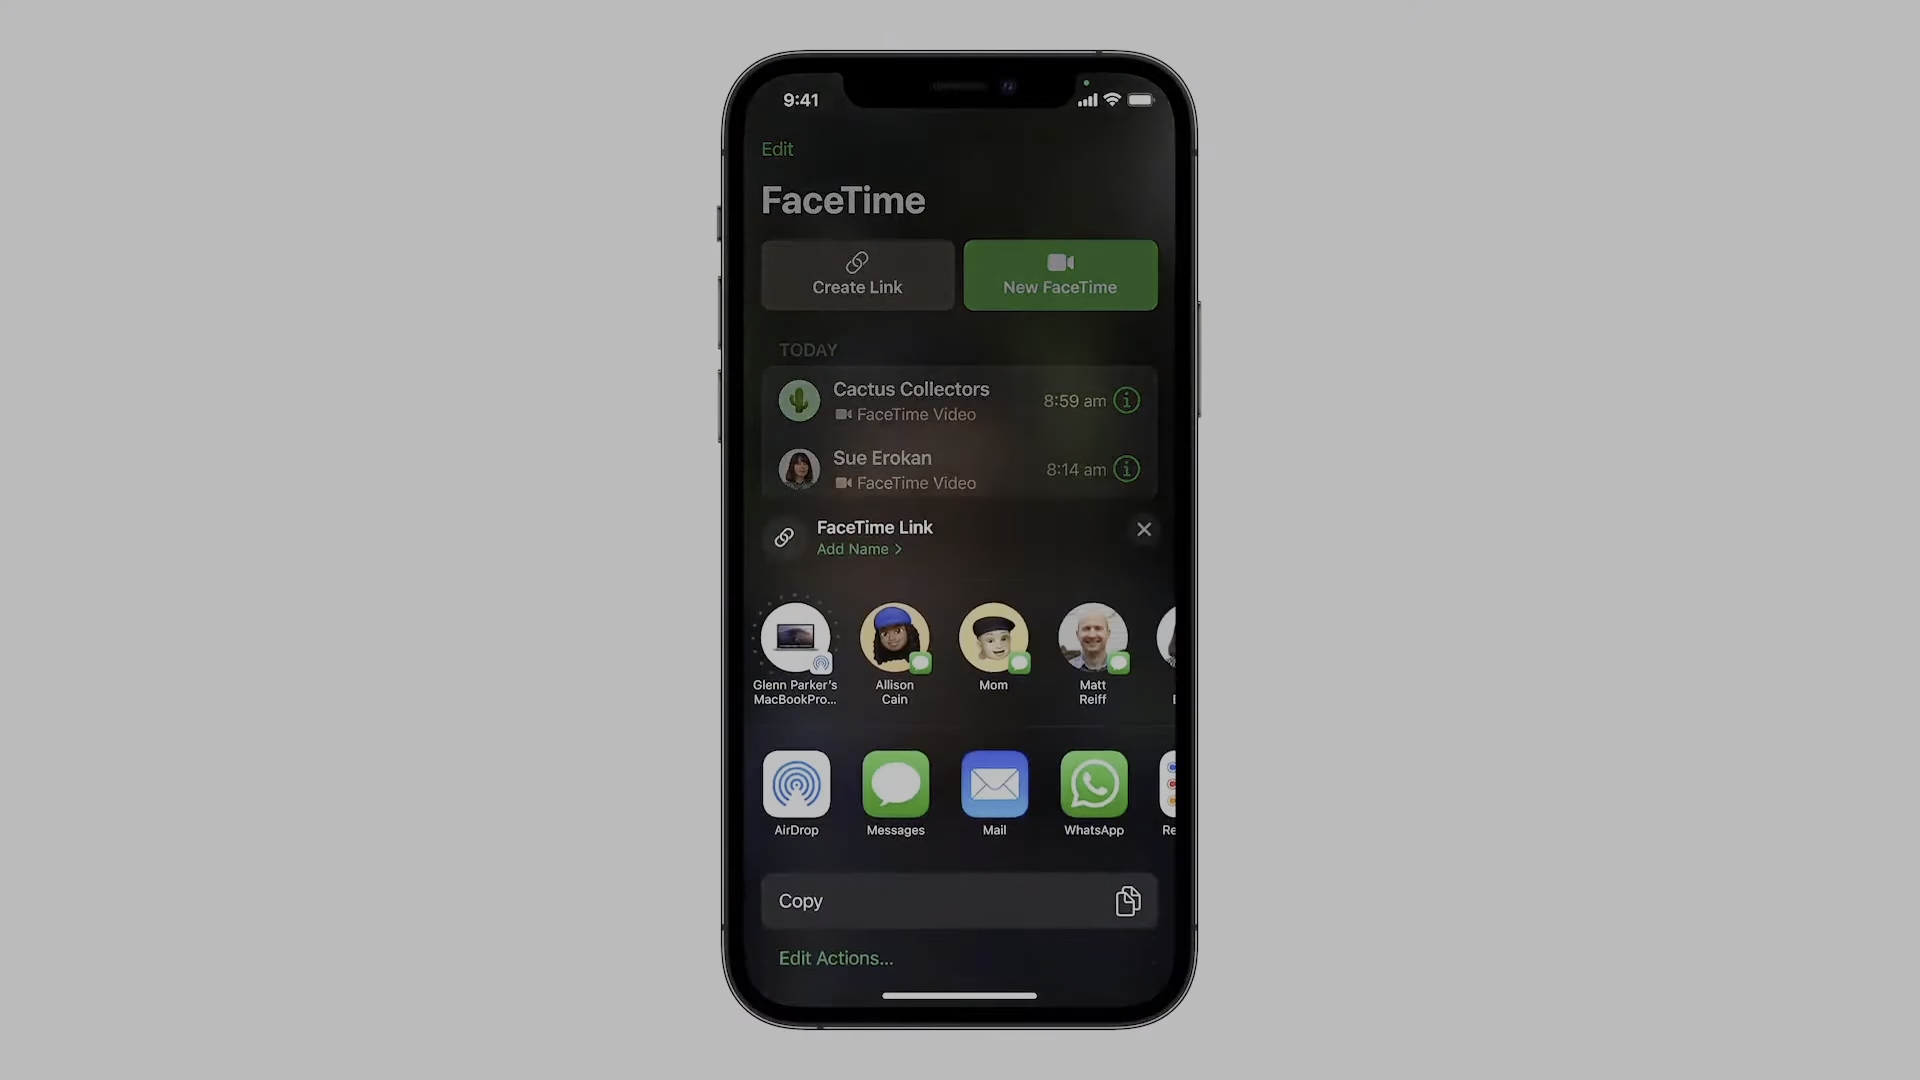 9:41
Edit
FaceTime
Create Link
New FaceTime
TODAY
Cactus Collectors
FaceTime Video
8:59 am
Sue Erokan
FaceTime Video
8:14 am
FaceTime Link
Add Name >
Glenn Parker's
MacBookPro...
Allison
Cain
Mom
Matt
Reiff
AirDrop
Messages
Mail
WhatsApp
Re
Copy
Edit Actions...